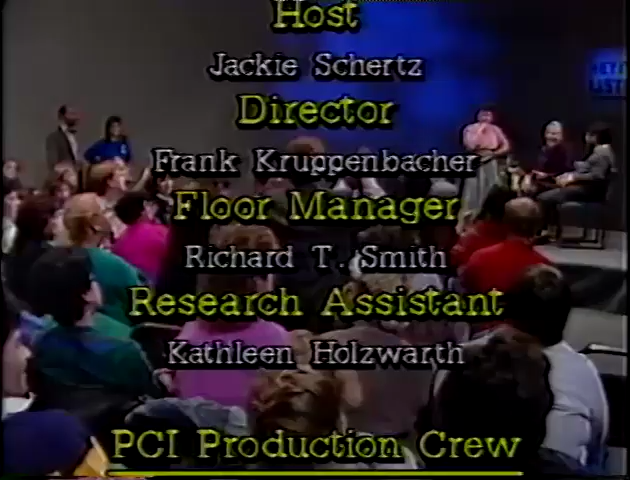 Host
Jackie Schertz
Director
Frank Kruppenbacher
Floor Manager
Richard T. Smith
Research Assistant
Kathleen Holzwarth
PCI Production Crew